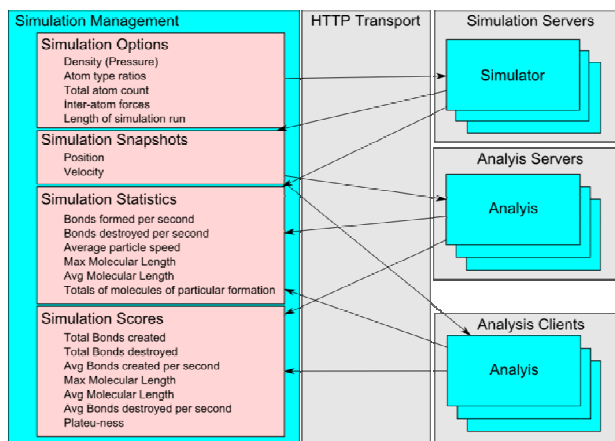 Simulation Management
Simulation Options
Density (Pressure)
Atom type ratios
Total atom count
Inter-atom forces
Length of simulation run
Simulation Snapshots
Position
Velocity
Simulation Statistics
Bonds formed per second
Bonds destroyed per second
Average particle speed
Max Molecular Length
Avg Molecular Length
Totals of molecules of particular formation
Simulation Scores
Total Bonds created
Total Bonds destroyed
Avg Bonds created per second
Max Molecular Length
Avg Molecular Length
Avg Bonds destroyed per second
Plateu-ness
HTTP Transport
Simulation Servers
Simulator
Analyis Servers
Analyis
Analysis Clients
Analyis